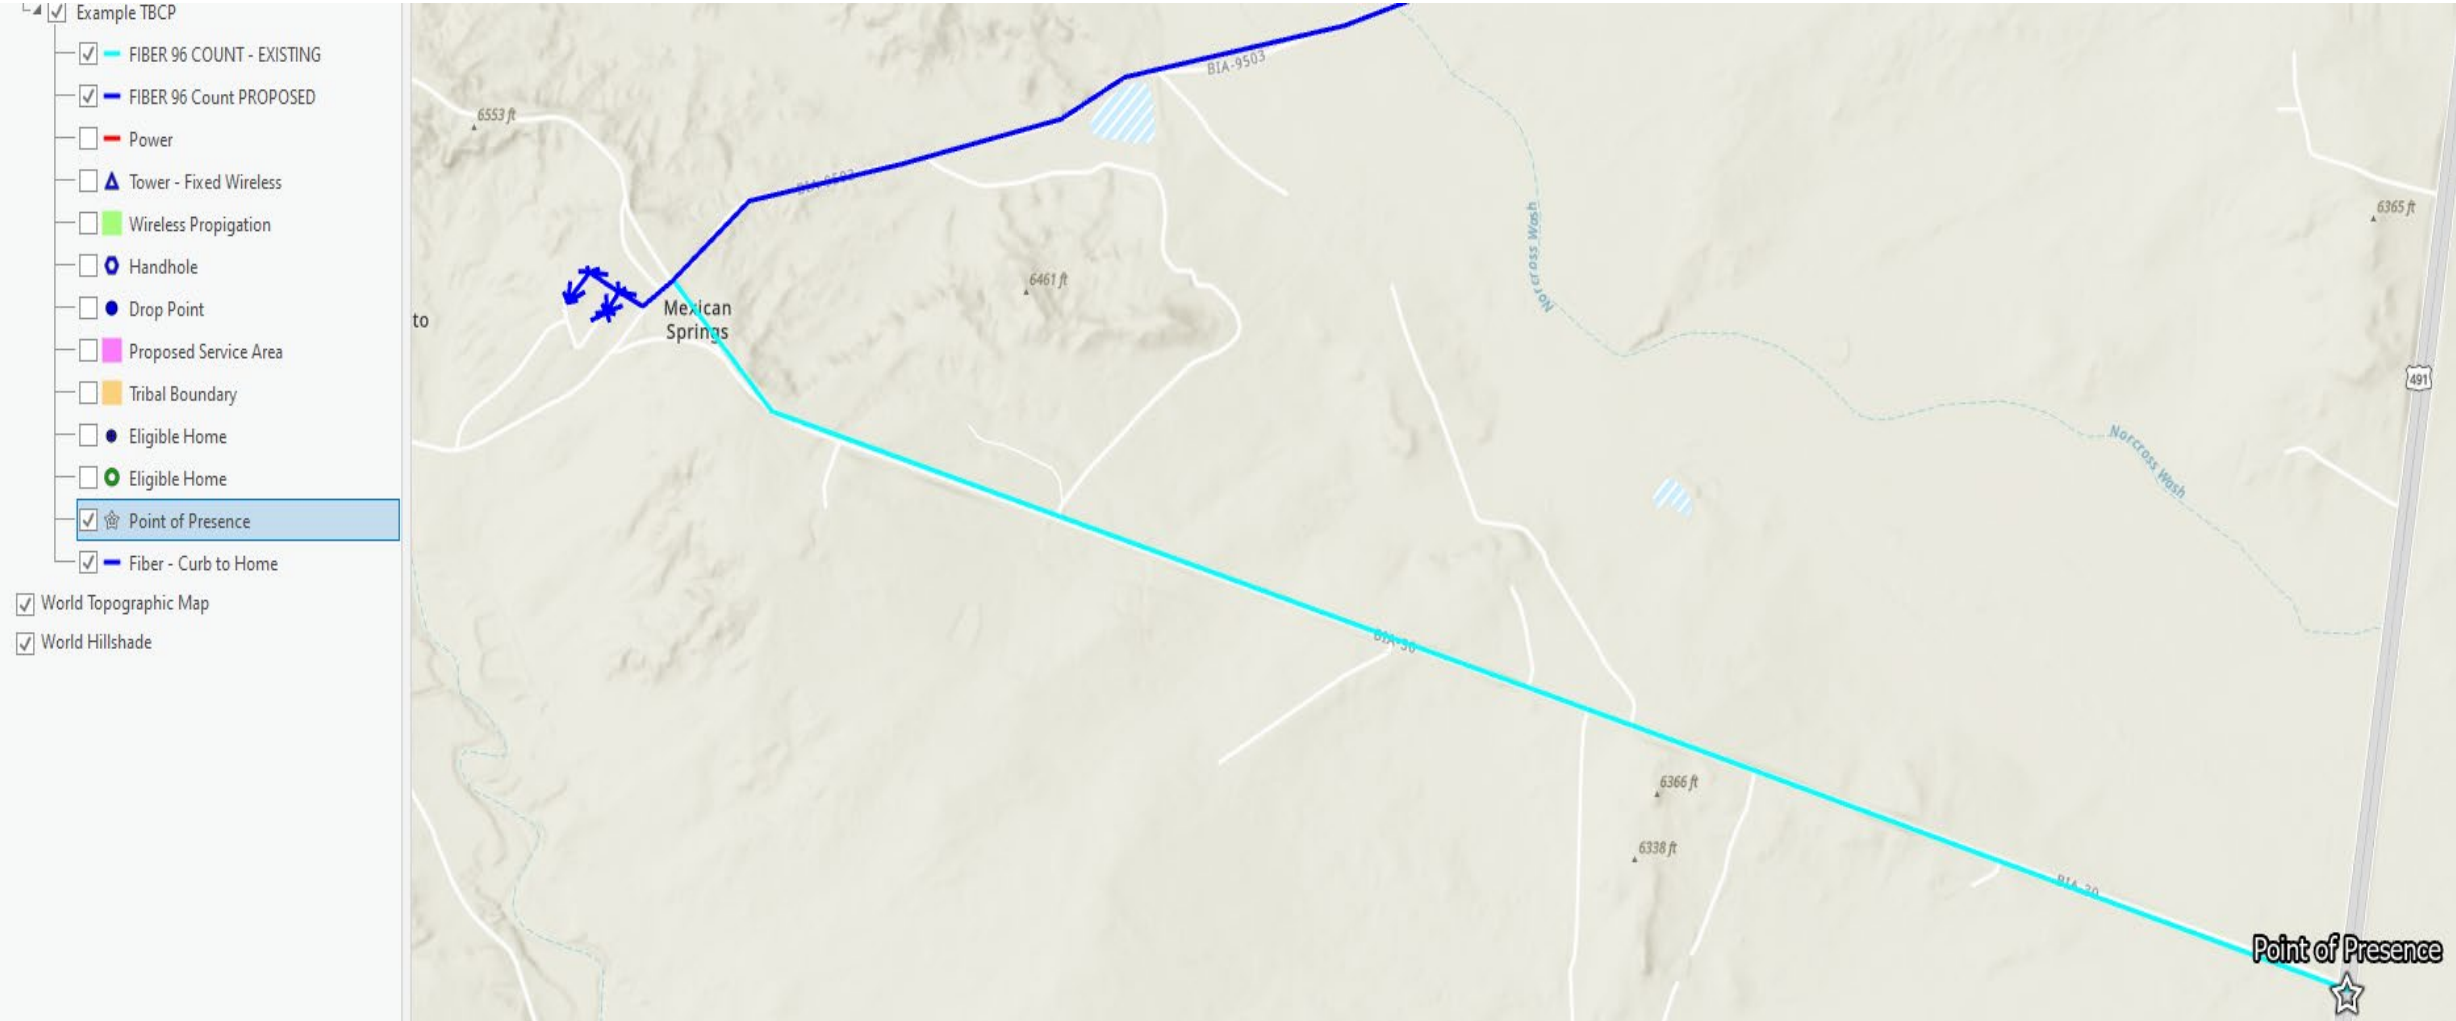 Example TBCP
FIBER 96 COUNT - EXISTING
FIBER 96 Count PROPOSED
Power
Tower - Fixed Wireless
Wireless Propigation
Handhole
Drop Point
Proposed Service Area
Tribal Boundary
Eligible Home
Eligible Home
Point of Presence
Fiber - Curb to Home
World Topographic Map
World Hillshade
BIA-9503
6553 ft
BIA-9503
6365 ft
Norcross Wash
6461 ft
Mexican
Springs
to
491
Norcross Wash
BIA-30
6366 ft
6338 ft
BIA-30
Point of Presence